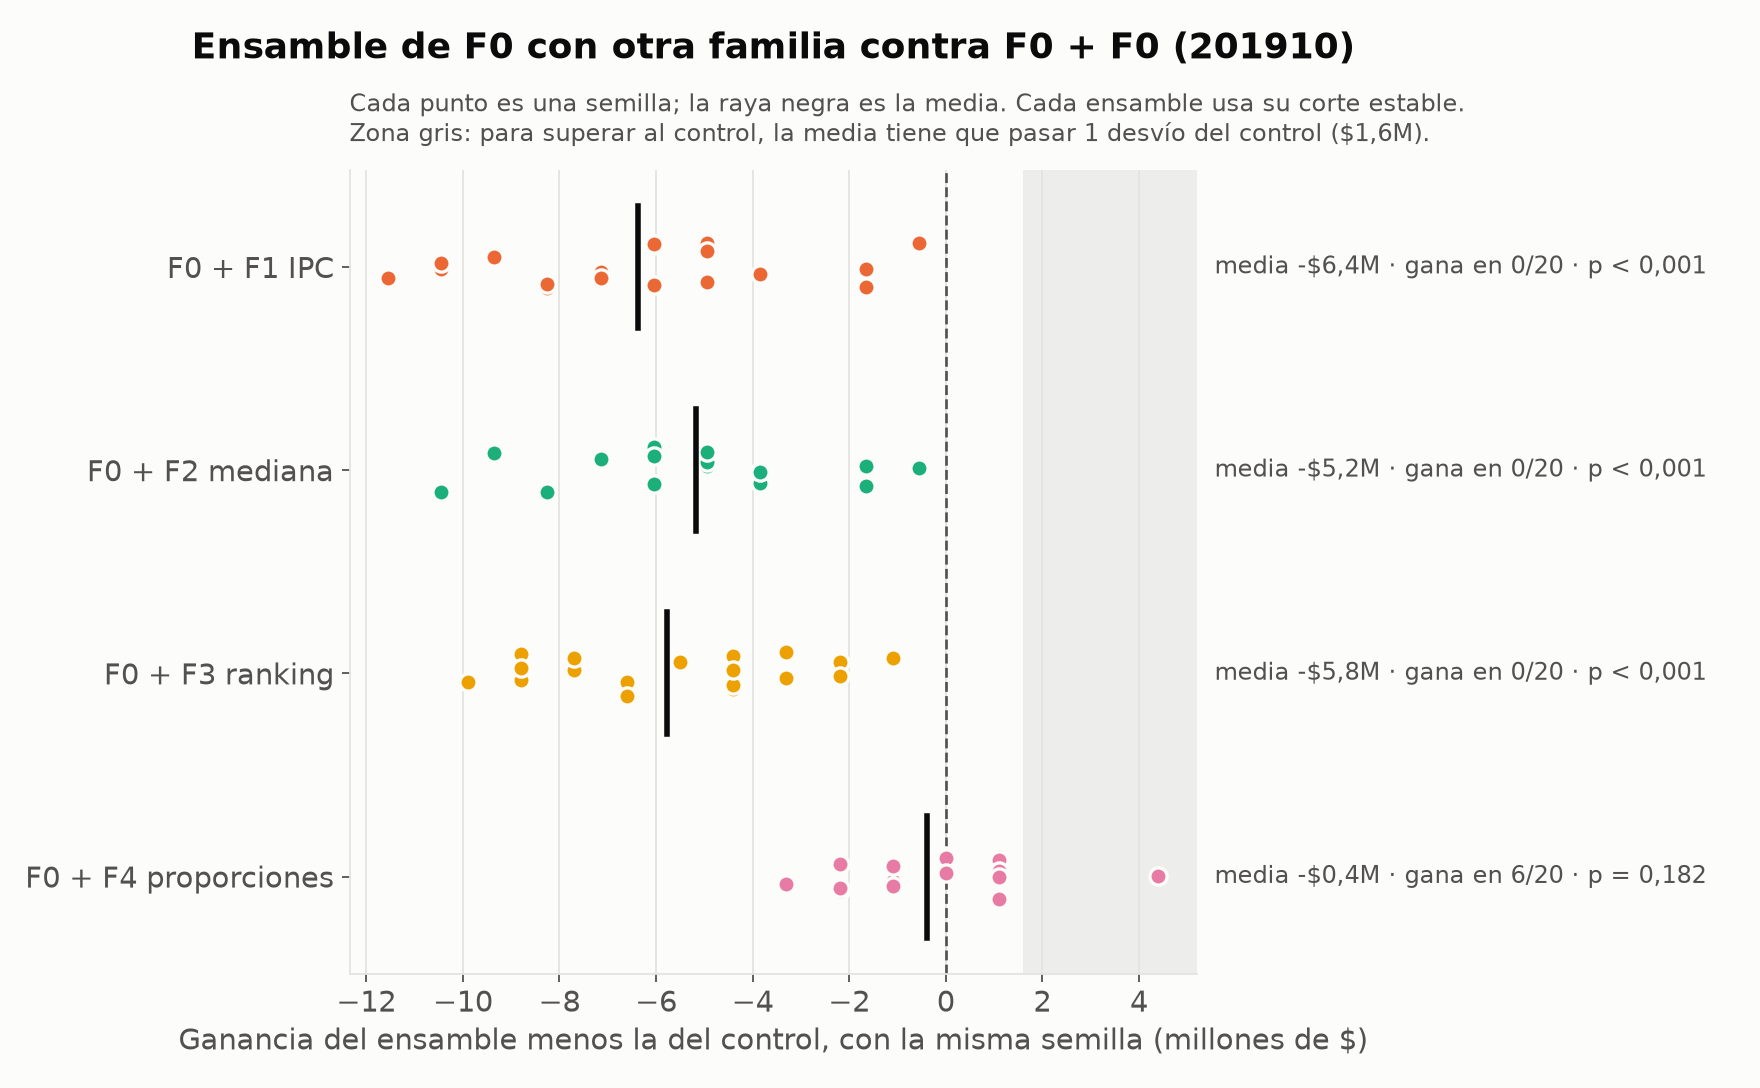 Ensamble de F0 con otra familia contra F0 + F0 (201910)
Cada punto es una semilla; la raya negra es la media. Cada ensamble usa su corte estable.
Zona gris: para superar al control, la media tiene que pasar 1 desvío del control ($1,6M).
F0 + F1 IPC
media -$6,4M · gana en 0/20 · p < 0,001
F0 + F2 mediana
media -$5,2M · gana en 0/20 · p < 0,001
F0 + F3 ranking
media -$5,8M · gana en 0/20 · p < 0,001
F0 + F4 proporciones
media -$0,4M · gana en 6/20 · p = 0,182
−12 −10 −8 −6 −4 −2 0 2 4
Ganancia del ensamble menos la del control, con la misma semilla (millones de $)